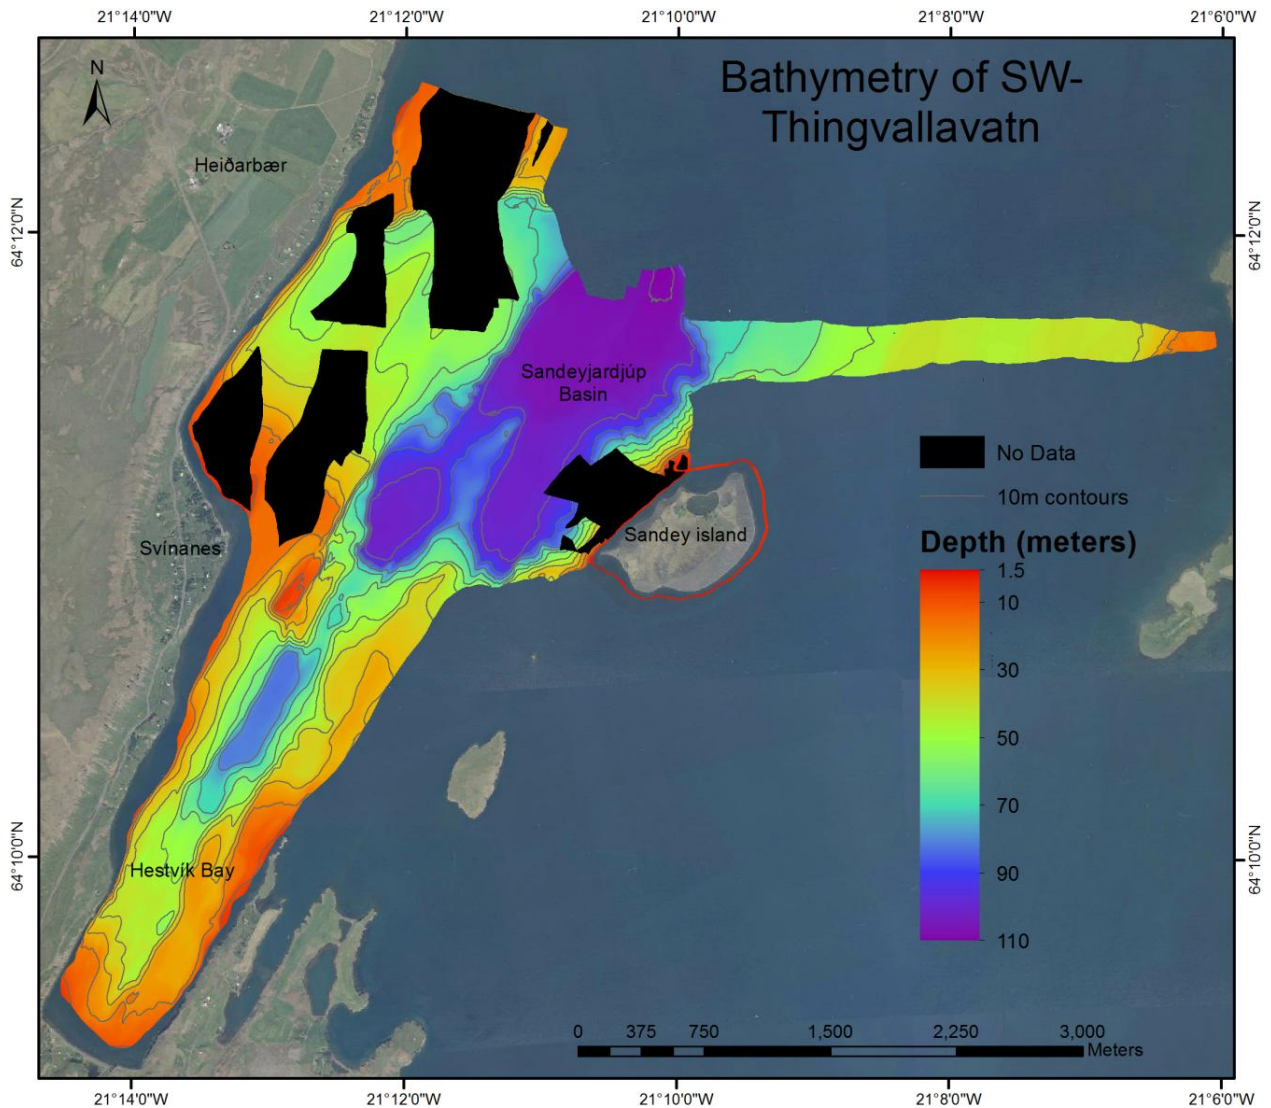 21°14'0"W
21°12'0"W
21°10'0"W
21°8'0"W
21°6'0"W
N
Bathymetry of SW-
Thingvallavatn
Heiðarbær
64°12'0"N
64°12'0"N
Sandeyjardjúp
Basin
No Data
10m contours
Sandey island
Svínanes
Depth (meters)
1.5
10
30
50
70
90
110
64°10'0"N
64°10'0"N
Hestvík Bay
0
375
750
1,500
2,250
3,000
Meters
21°14'0"W
21°12'0"W
21°10'0"W
21°8'0"W
21°6'0"W